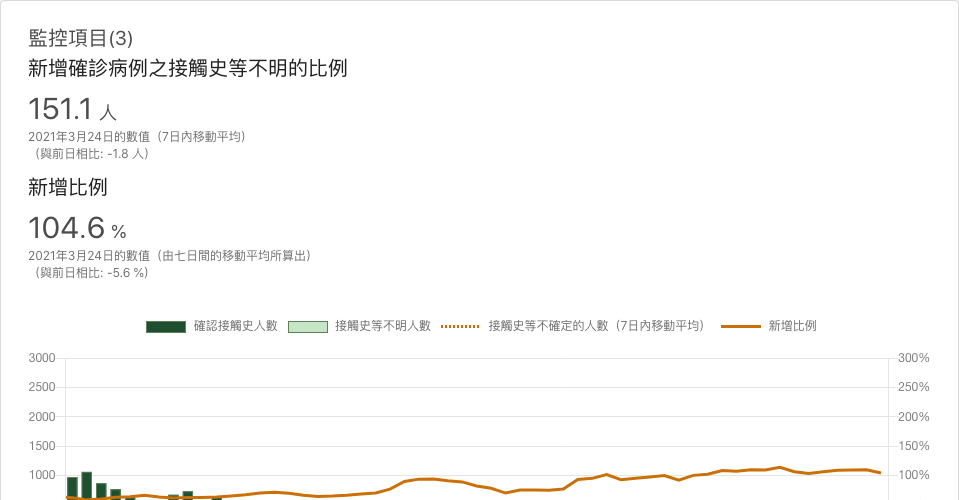 監控項目(3)
新增確診病例之接觸史等不明的比例
151.1 人
2021年3月24日的數值（7日內移動平均）
（與前日相比: -1.8 人）
新增比例
104.6 %
2021年3月24日的數值（由七日間的移動平均所算出）
（與前日相比: -5.6 %）
確認接觸史人數 接觸史等不明人數 接觸史等不確定的人數（7日內移動平均） 新增比例
3000 300%
2500 250%
2000 200%
1500 150%
1000 100%